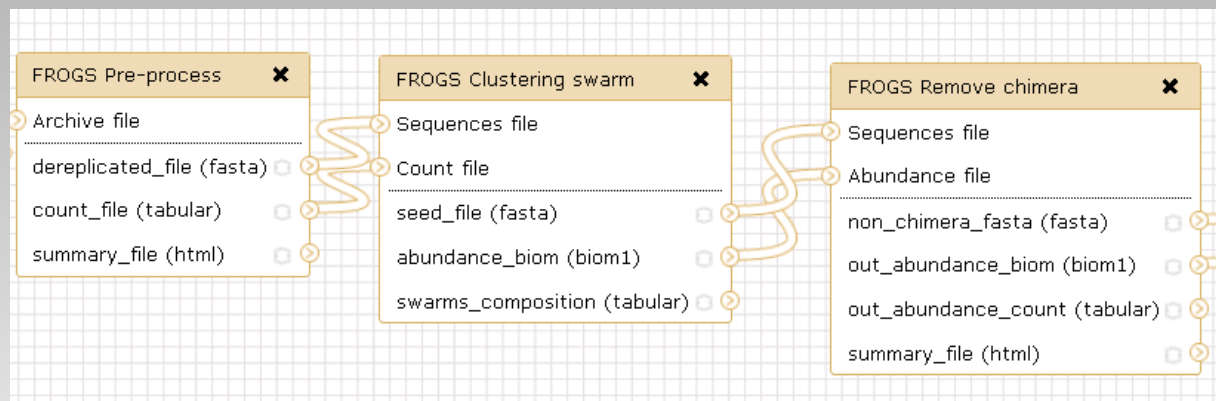 FROGS Pre-process
Archive file
dereplicated_file (fasta)
count_file (tabular)
summary_file (html)
FROGS Clustering swarm
Sequences file
Count file
seed_file (fasta)
abundance_biom (biom1)
swarms_composition (tabular)
FROGS Remove chimera
Sequences file
Abundance file
non_chimera_fasta (fasta)
out_abundance_biom (biom1)
out_abundance_count (tabular)
summary_file (html)